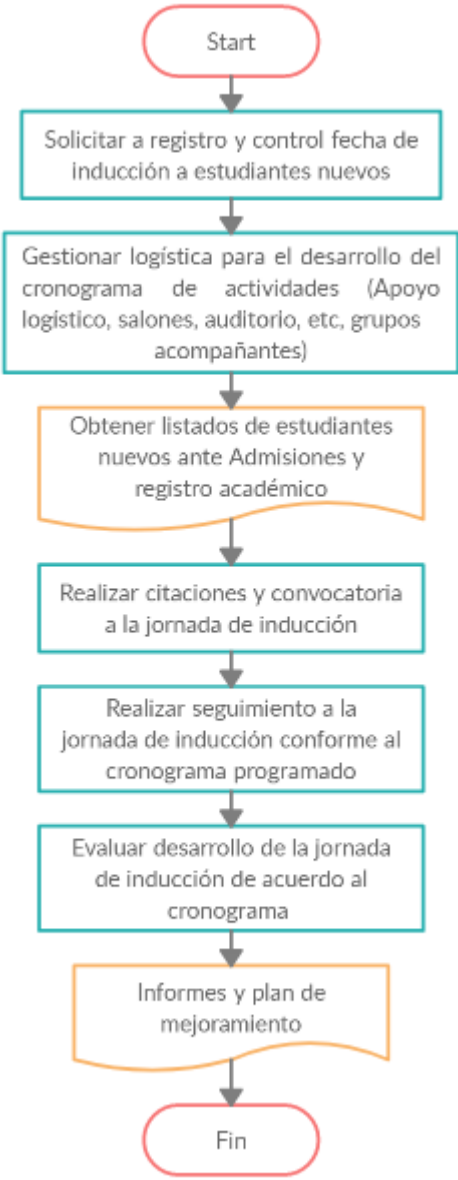 Start
Solicitar a registro y control fecha de
inducción a estudiantes nuevos
Gestionar logística para el desarrollo del
cronograma de actividades (Apoyo
logístico, salones, auditorio, etc, grupos
acompañantes)
Obtener listados de estudiantes
nuevos ante Admisiones y
registro académico
Realizar citaciones y convocatoria
a la jornada de inducción
Realizar seguimiento a la
jornada de inducción conforme al
cronograma programado
Evaluar desarrollo de la jornada
de inducción de acuerdo al
cronograma
Informes y plan de
mejoramiento
Fin